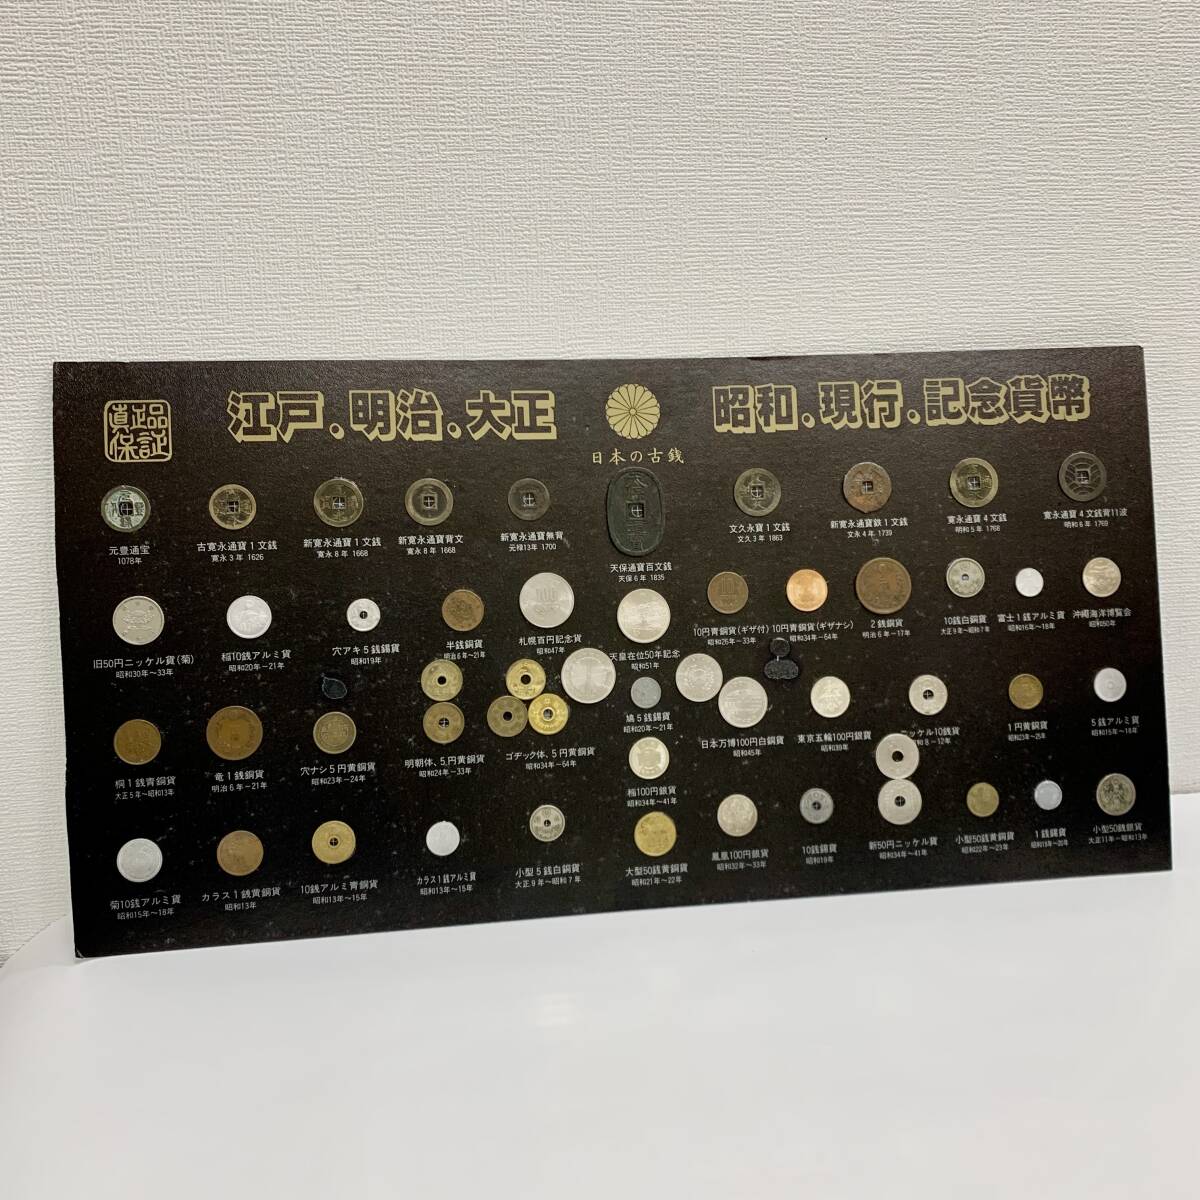 真正品
保証
江戸、明治、大正
昭和、現行、記念貨幣
日本の古銭
元豊通宝
1078年
古寛永通寶1文銭
寛永3年 1626
新寛永通寶1文銭
寛永8年 1668
新寛永通寶背文
寛永8年 1668
新寛永通寶無背
元禄13年 1700
天保通寶百文銭
天保6年 1835
文久永寶1文銭
文久3年 1863
新寛永通寶鉄1文銭
文永4年 1739
寛永通寶4文銭
明和5年 1768
寛永通寶4文銭背11波
明和6年 1769
旧50円ニッケル貨(菊)
昭和30年〜33年
稲10銭アルミ貨
昭和20年〜21年
穴アキ5銭錫貨
昭和19年
半銭銅貨
明治6年〜21年
札幌百円記念貨
昭和47年
天皇在位50年記念
昭和51年
10円青銅貨(ギザ付)
昭和26年〜33年
10円青銅貨(ギザナシ)
昭和34年〜64年
2銭銅貨
明治6年〜17年
10銭白銅貨
大正9年〜昭和7年
富士1銭アルミ貨
昭和16年〜18年
沖縄海洋博覧会
昭和50年
桐1銭青銅貨
大正5年〜昭和13年
竜1銭銅貨
明治6年〜21年
穴ナシ5円黄銅貨
昭和23年〜24年
明朝体、5円黄銅貨
昭和24年〜33年
ゴヂック体、5円黄銅貨
昭和34年〜64年
鳩5銭錫貨
昭和20年〜21年
日本万博100円白銅貨
昭和45年
東京五輪100円銀貨
昭和39年
ニッケル10銭貨
和8年〜12年
1円黄銅貨
昭和23年〜25年
5銭アルミ貨
昭和15年〜18年
稲100円銀貨
昭和34年〜41年
菊10銭アルミ貨
昭和15年〜18年
カラス1銭黄銅貨
昭和13年
10銭アルミ青銅貨
昭和13年〜15年
カラス1銭アルミ貨
昭和13年〜15年
小型5銭白銅貨
大正9年〜昭和7年
大型50銭黄銅貨
昭和21年〜22年
鳳凰100円銀貨
昭和32年〜33年
10銭錫貨
昭和19年
新50円ニッケル貨
昭和34年〜41年
小型50銭黄銅貨
昭和22年〜23年
1銭錫貨
昭和19年〜20年
小型50銭銀貨
大正11年〜昭和13年